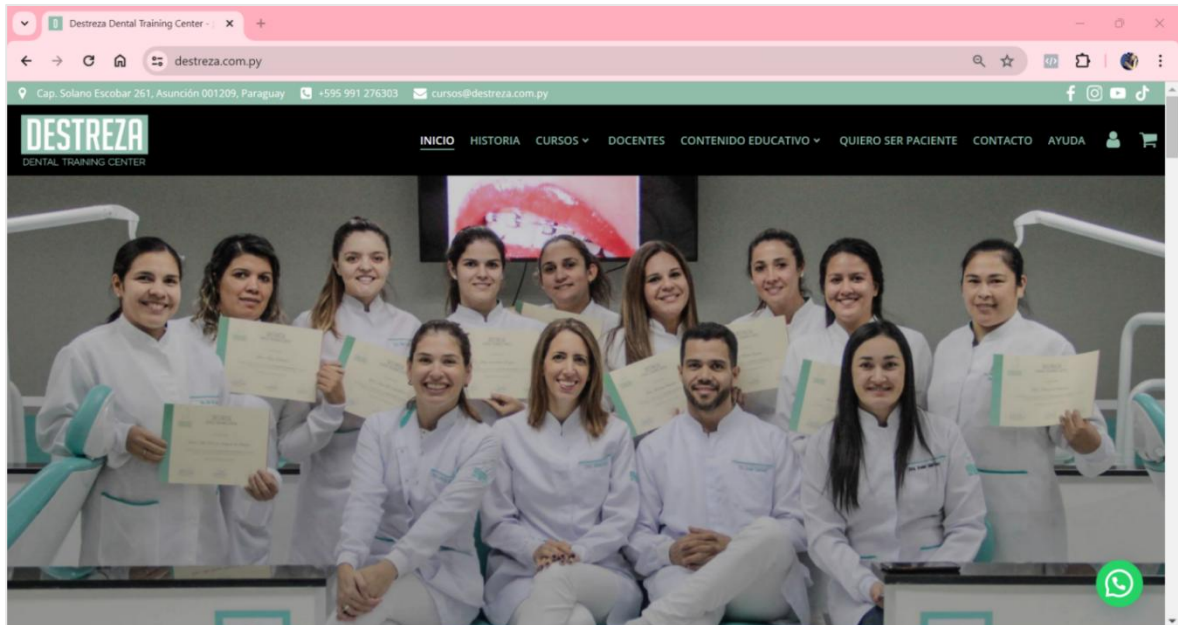 Destreza Dental Training Center -
destreza.com.py
Cap. Solano Escobar 261, Asunción 001209, Paraguay +595 991 276303 cursos@destreza.com.py
DESTREZA
DENTAL TRAINING CENTER
INICIO HISTORIA CURSOS DOCENTES CONTENIDO EDUCATIVO QUIERO SER PACIENTE CONTACTO AYUDA